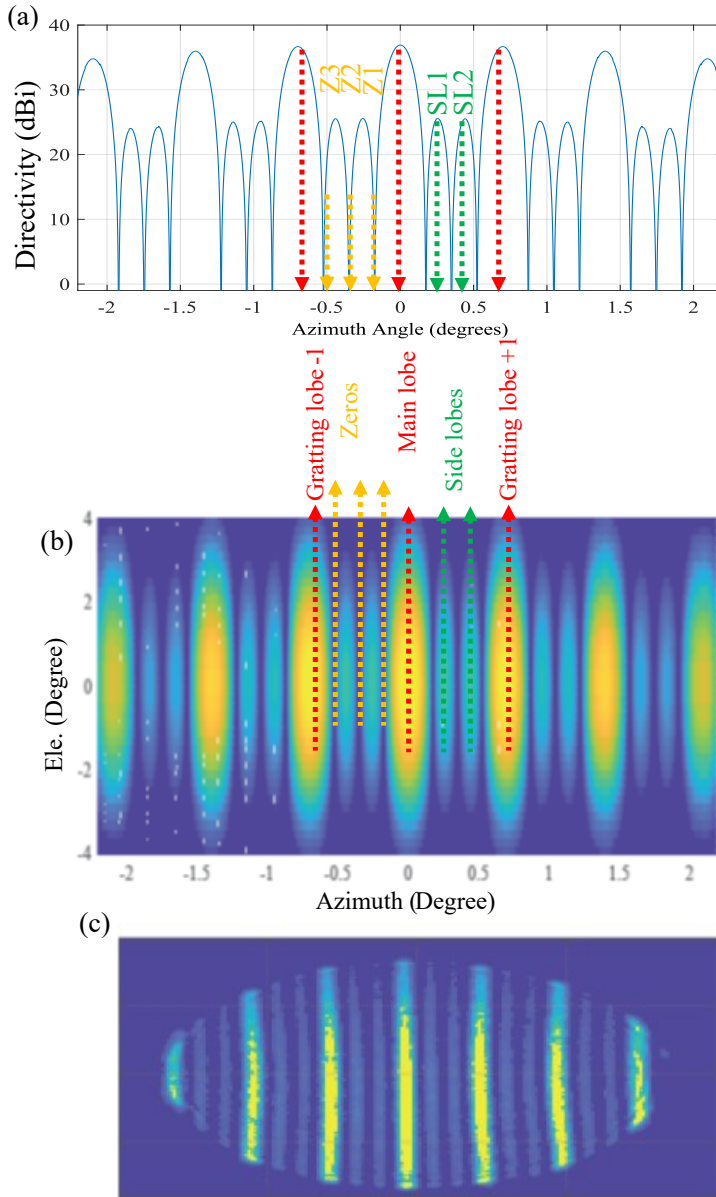 (a)
40
30
20
10
0
Directivity (dBi)
Z3
Z2
Z1
SL1
SL2
-2 -1.5 -1 -0.5 0 0.5 1 1.5 2
Azimuth Angle (degrees)
Gratting lobe -1
Zeros
Main lobe
Side lobes
Gratting lobe +1
(b)
4
2
0
-2
-4
Ele. (Degree)
-2 -1.5 -1 -0.5 0 0.5 1 1.5 2
Azimuth (Degree)
(c)